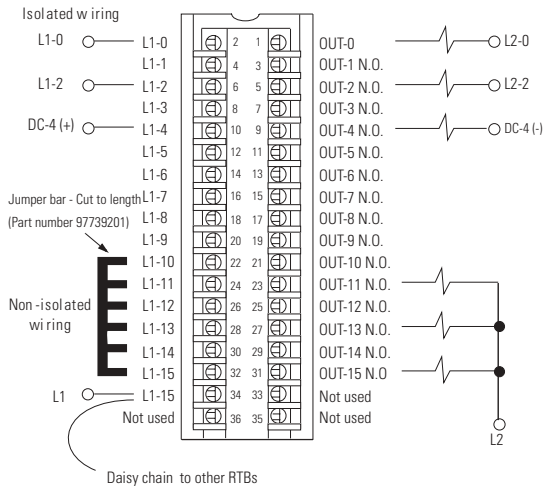 Isolated wiring
L1-0 L1-0 2 1 OUT-0 L2-0
L1-1 4 3 OUT-1 N.O.
L1-2 L1-2 6 5 OUT-2 N.O. L2-2
L1-3 8 7 OUT-3 N.O.
DC-4 (+) L1-4 10 9 OUT-4 N.O. DC-4 (-)
L1-5 12 11 OUT-5 N.O.
L1-6 14 13 OUT-6 N.O.
Jumper bar - Cut to length L1-7 16 15 OUT-7 N.O.
(Part number 97739201) L1-8 18 17 OUT-8 N.O.
L1-9 20 19 OUT-9 N.O.
L1-10 22 21 OUT-10 N.O.
L1-11 24 23 OUT-11 N.O.
Non-isolated L1-12 26 25 OUT-12 N.O.
wiring L1-13 28 27 OUT-13 N.O.
L1-14 30 29 OUT-14 N.O.
L1-15 32 31 OUT-15 N.O
L1 L1-15 34 33 Not used
Not used 36 35 Not used
L2
Daisy chain to other RTBs